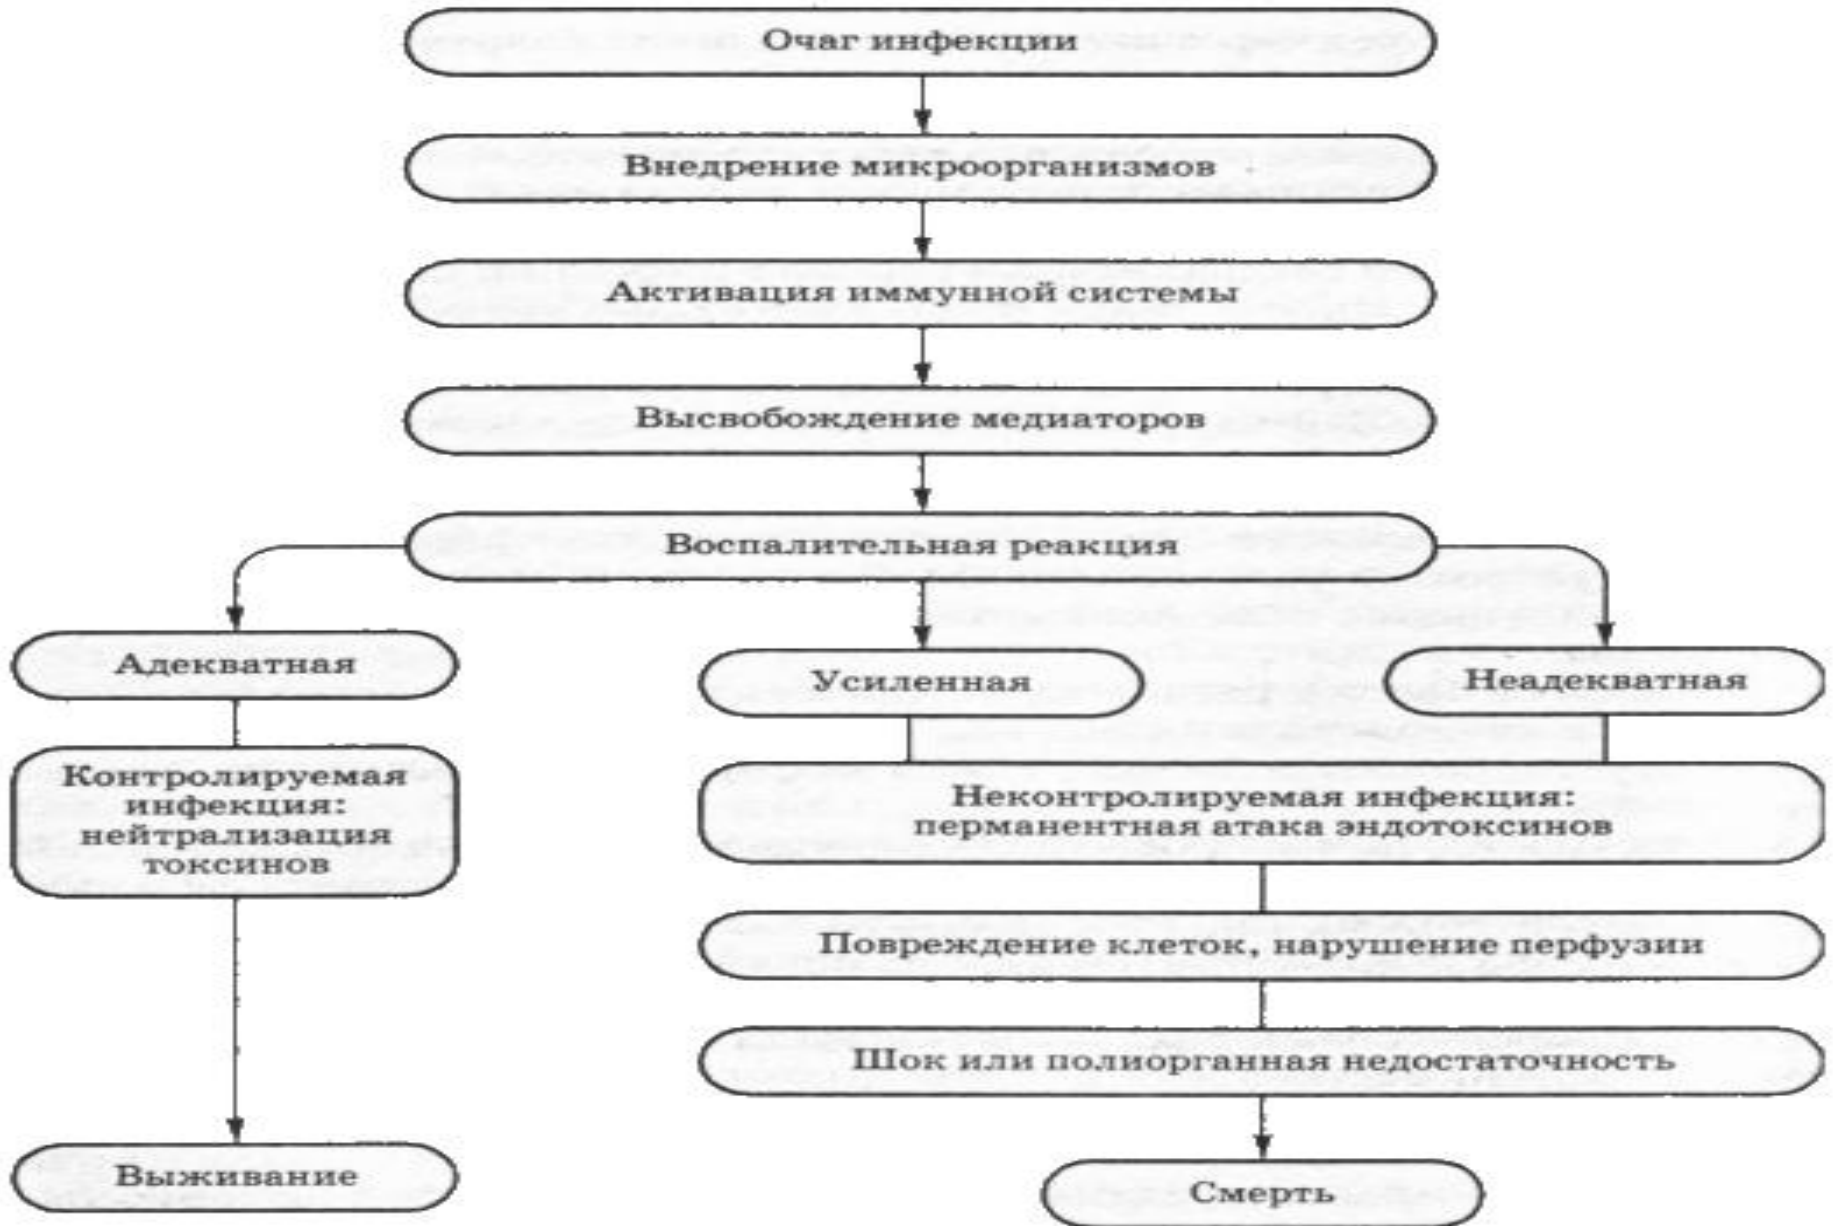 Очаг инфекции
Внедрение микроорганизмов
Активация иммунной системы
Высвобождение медиаторов
Воспалительная реакция
Адекватная
Усиленная
Неадекватная
Контролируемая
инфекция:
нейтрализация
токсинов
Неконтролируемая инфекция:
перманентная атака эндотоксинов
Повреждение клеток, нарушение перфузии
Шок или полиорганная недостаточность
Выживание
Смерть